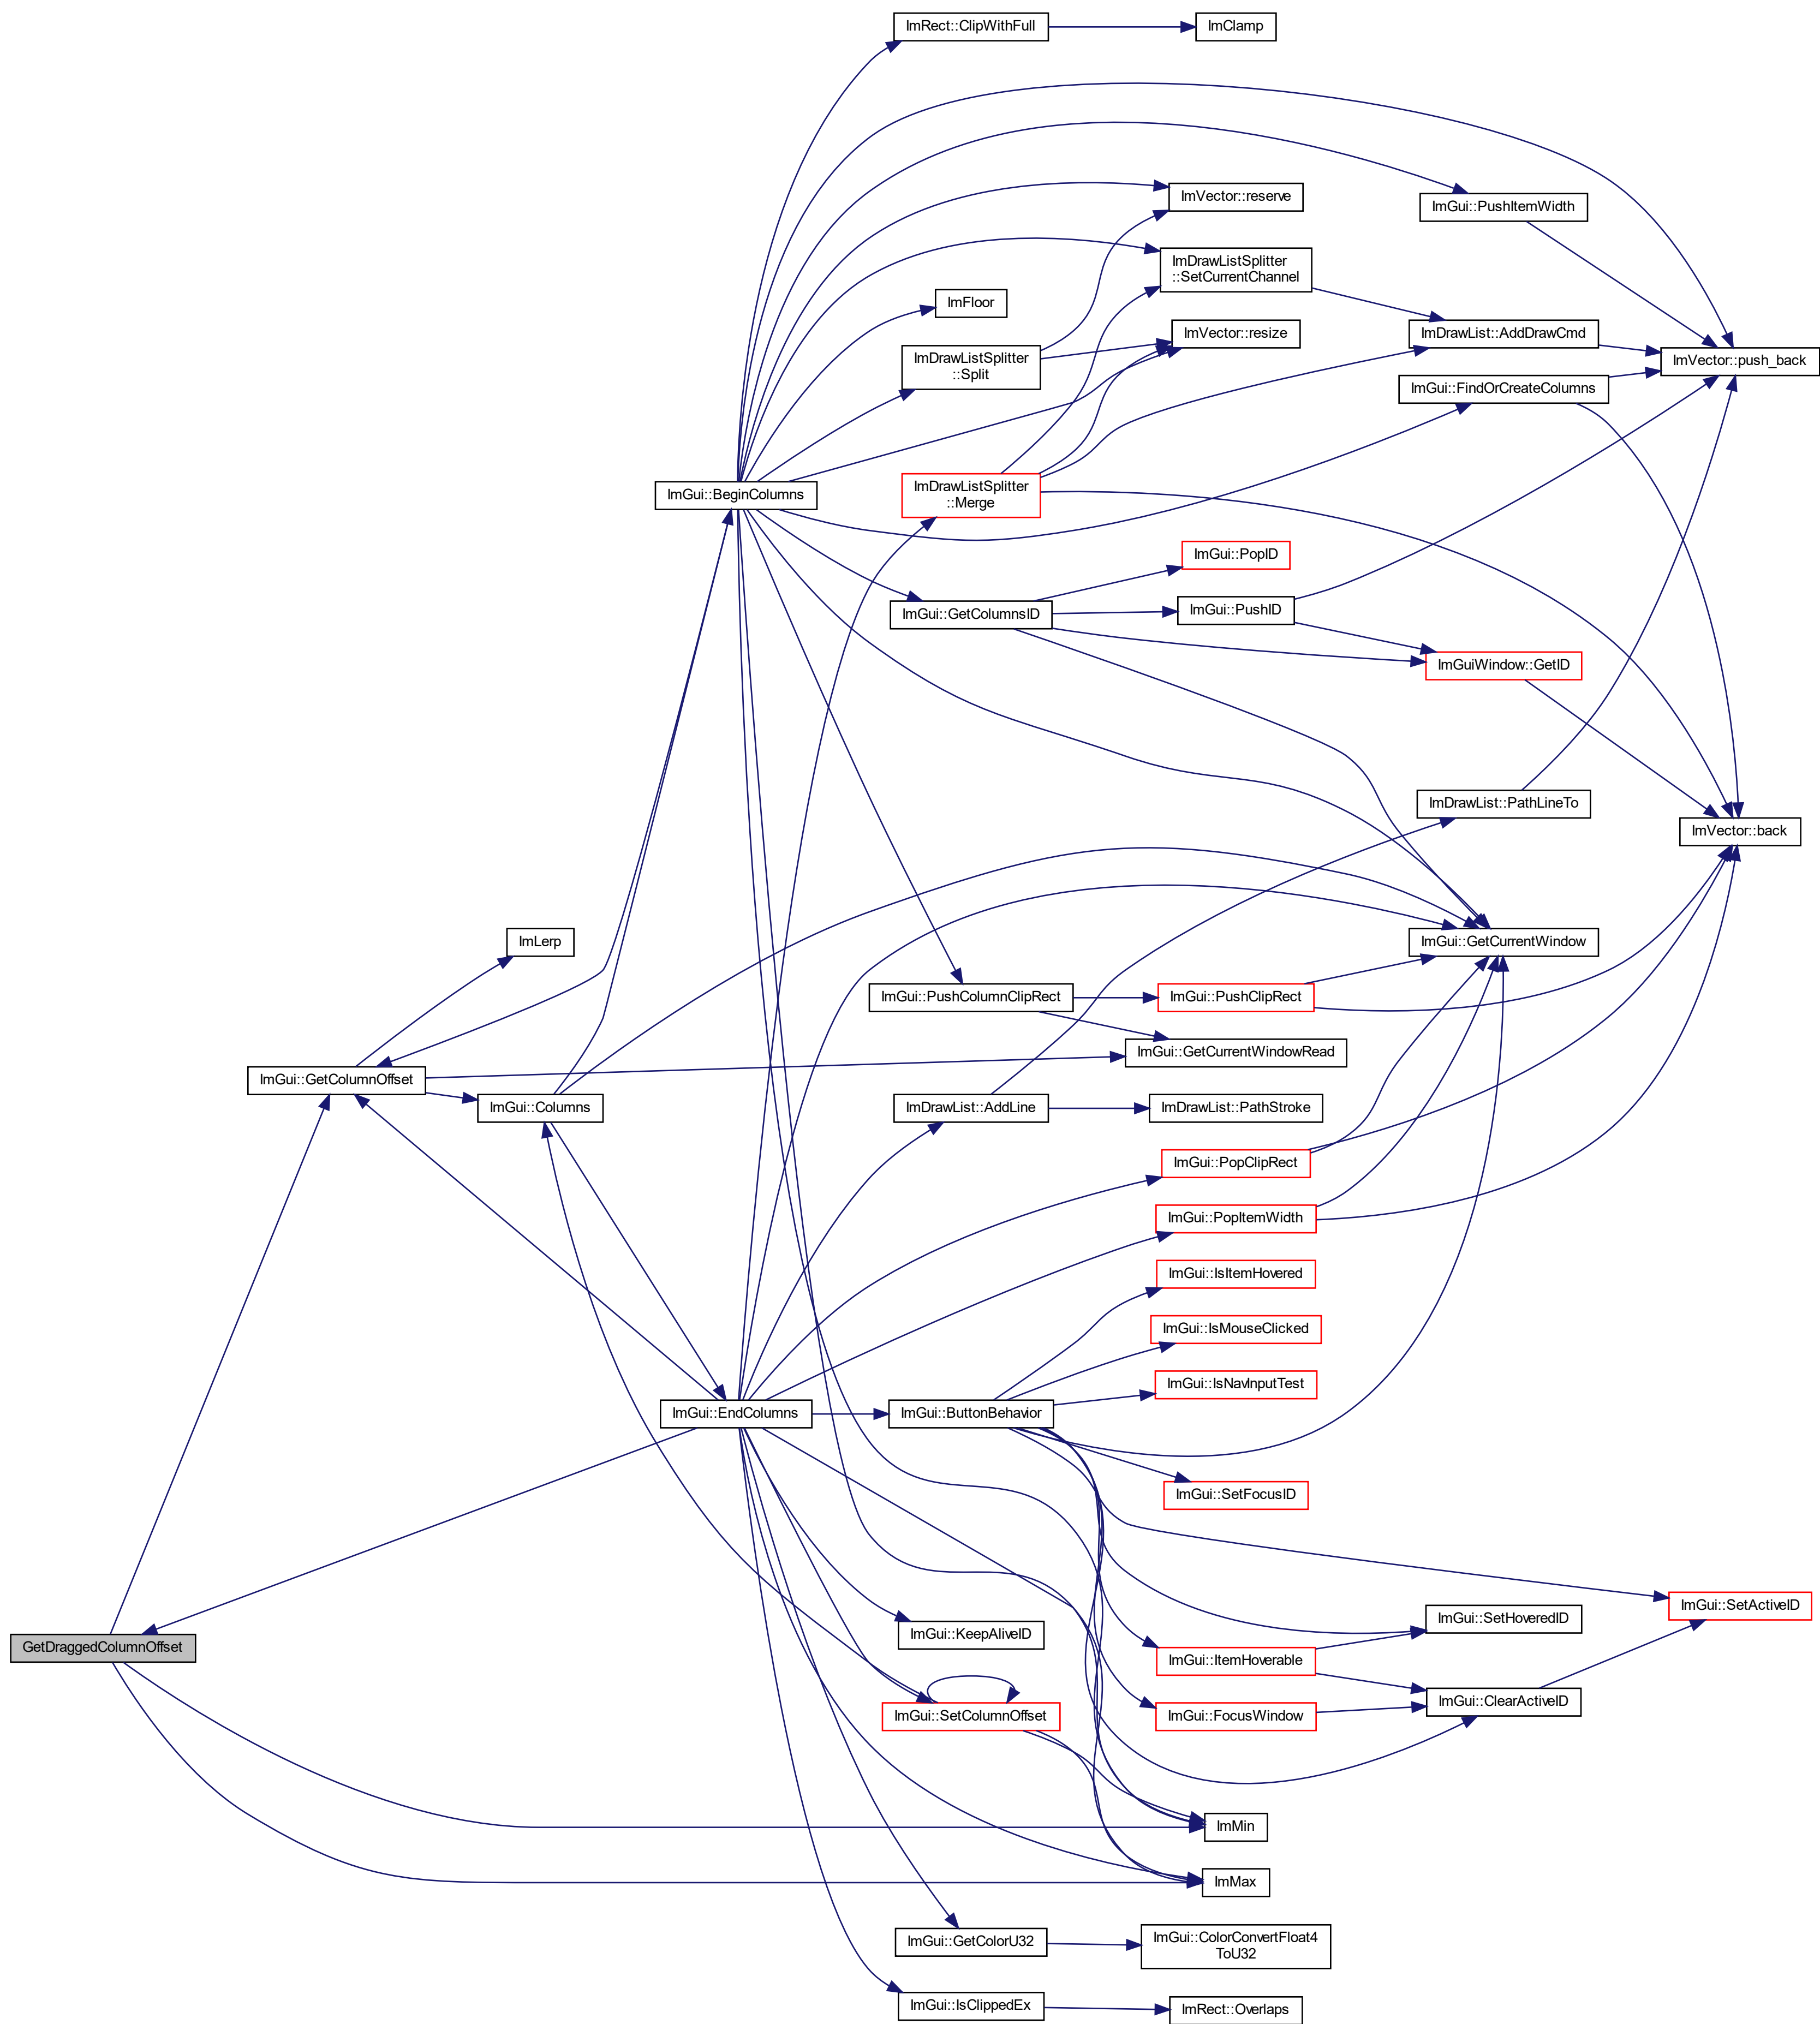 ImRect::ClipWithFull
ImClamp
ImVector::reserve
ImGui::PushItemWidth
ImDrawListSplitter
::SetCurrentChannel
ImFloor
ImVector::resize
ImDrawList::AddDrawCmd
ImVector::push_back
ImDrawListSplitter
::Split
ImGui::FindOrCreateColumns
ImGui::BeginColumns
ImDrawListSplitter
::Merge
ImGui::PopID
ImGui::GetColumnsID
ImGui::PushID
ImGuiWindow::GetID
ImDrawList::PathLineTo
ImVector::back
ImLerp
ImGui::GetCurrentWindow
ImGui::PushColumnClipRect
ImGui::PushClipRect
ImGui::GetCurrentWindowRead
ImGui::GetColumnOffset
ImGui::Columns
ImDrawList::AddLine
ImDrawList::PathStroke
ImGui::PopClipRect
ImGui::PopItemWidth
ImGui::IsItemHovered
ImGui::IsMouseClicked
ImGui::IsNavInputTest
ImGui::EndColumns
ImGui::ButtonBehavior
ImGui::SetFocusID
ImGui::SetActiveID
ImGui::SetHoveredID
GetDraggedColumnOffset
ImGui::KeepAliveID
ImGui::ItemHoverable
ImGui::ClearActiveID
ImGui::SetColumnOffset
ImGui::FocusWindow
ImMin
ImMax
ImGui::GetColorU32
ImGui::ColorConvertFloat4
ToU32
ImGui::IsClippedEx
ImRect::Overlaps